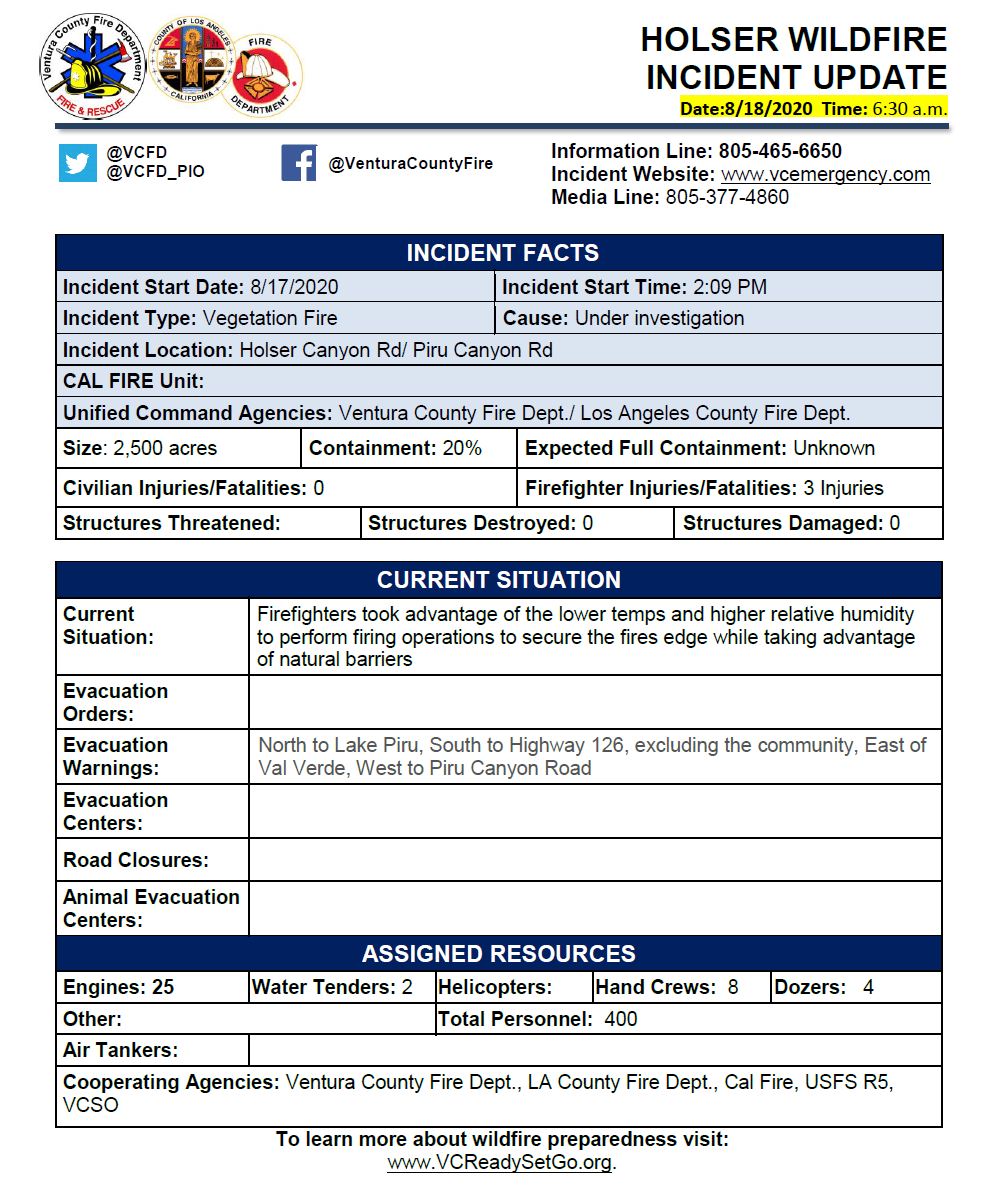 Ventura County Fire Department
FIRE & RESCUE
COUNTY OF LOS ANGELES
CALIFORNIA
FIRE
DEPARTMENT
HOLSER WILDFIRE
INCIDENT UPDATE
Date:8/18/2020 Time: 6:30 a.m.
@VCFD
@VCFD_PIO
@VenturaCountyFire
Information Line: 805-465-6650
Incident Website: www.vcemergency.com
Media Line: 805-377-4860
INCIDENT FACTS
Incident Start Date: 8/17/2020 Incident Start Time: 2:09 PM
Incident Type: Vegetation Fire Cause: Under investigation
Incident Location: Holser Canyon Rd/ Piru Canyon Rd
CAL FIRE Unit:
Unified Command Agencies: Ventura County Fire Dept./ Los Angeles County Fire Dept.
Size: 2,500 acres Containment: 20% Expected Full Containment: Unknown
Civilian Injuries/Fatalities: 0 Firefighter Injuries/Fatalities: 3 Injuries
Structures Threatened: Structures Destroyed: 0 Structures Damaged: 0
CURRENT SITUATION
Current
Situation:
Firefighters took advantage of the lower temps and higher relative humidity
to perform firing operations to secure the fires edge while taking advantage
of natural barriers
Evacuation
Orders:
Evacuation
Warnings:
North to Lake Piru, South to Highway 126, excluding the community, East of
Val Verde, West to Piru Canyon Road
Evacuation
Centers:
Road Closures:
Animal Evacuation
Centers:
ASSIGNED RESOURCES
Engines: 25 Water Tenders: 2 Helicopters: Hand Crews: 8 Dozers: 4
Other: Total Personnel: 400
Air Tankers:
Cooperating Agencies: Ventura County Fire Dept., LA County Fire Dept., Cal Fire, USFS R5,
VCSO
To learn more about wildfire preparedness visit:
www.VCReadySetGo.org.